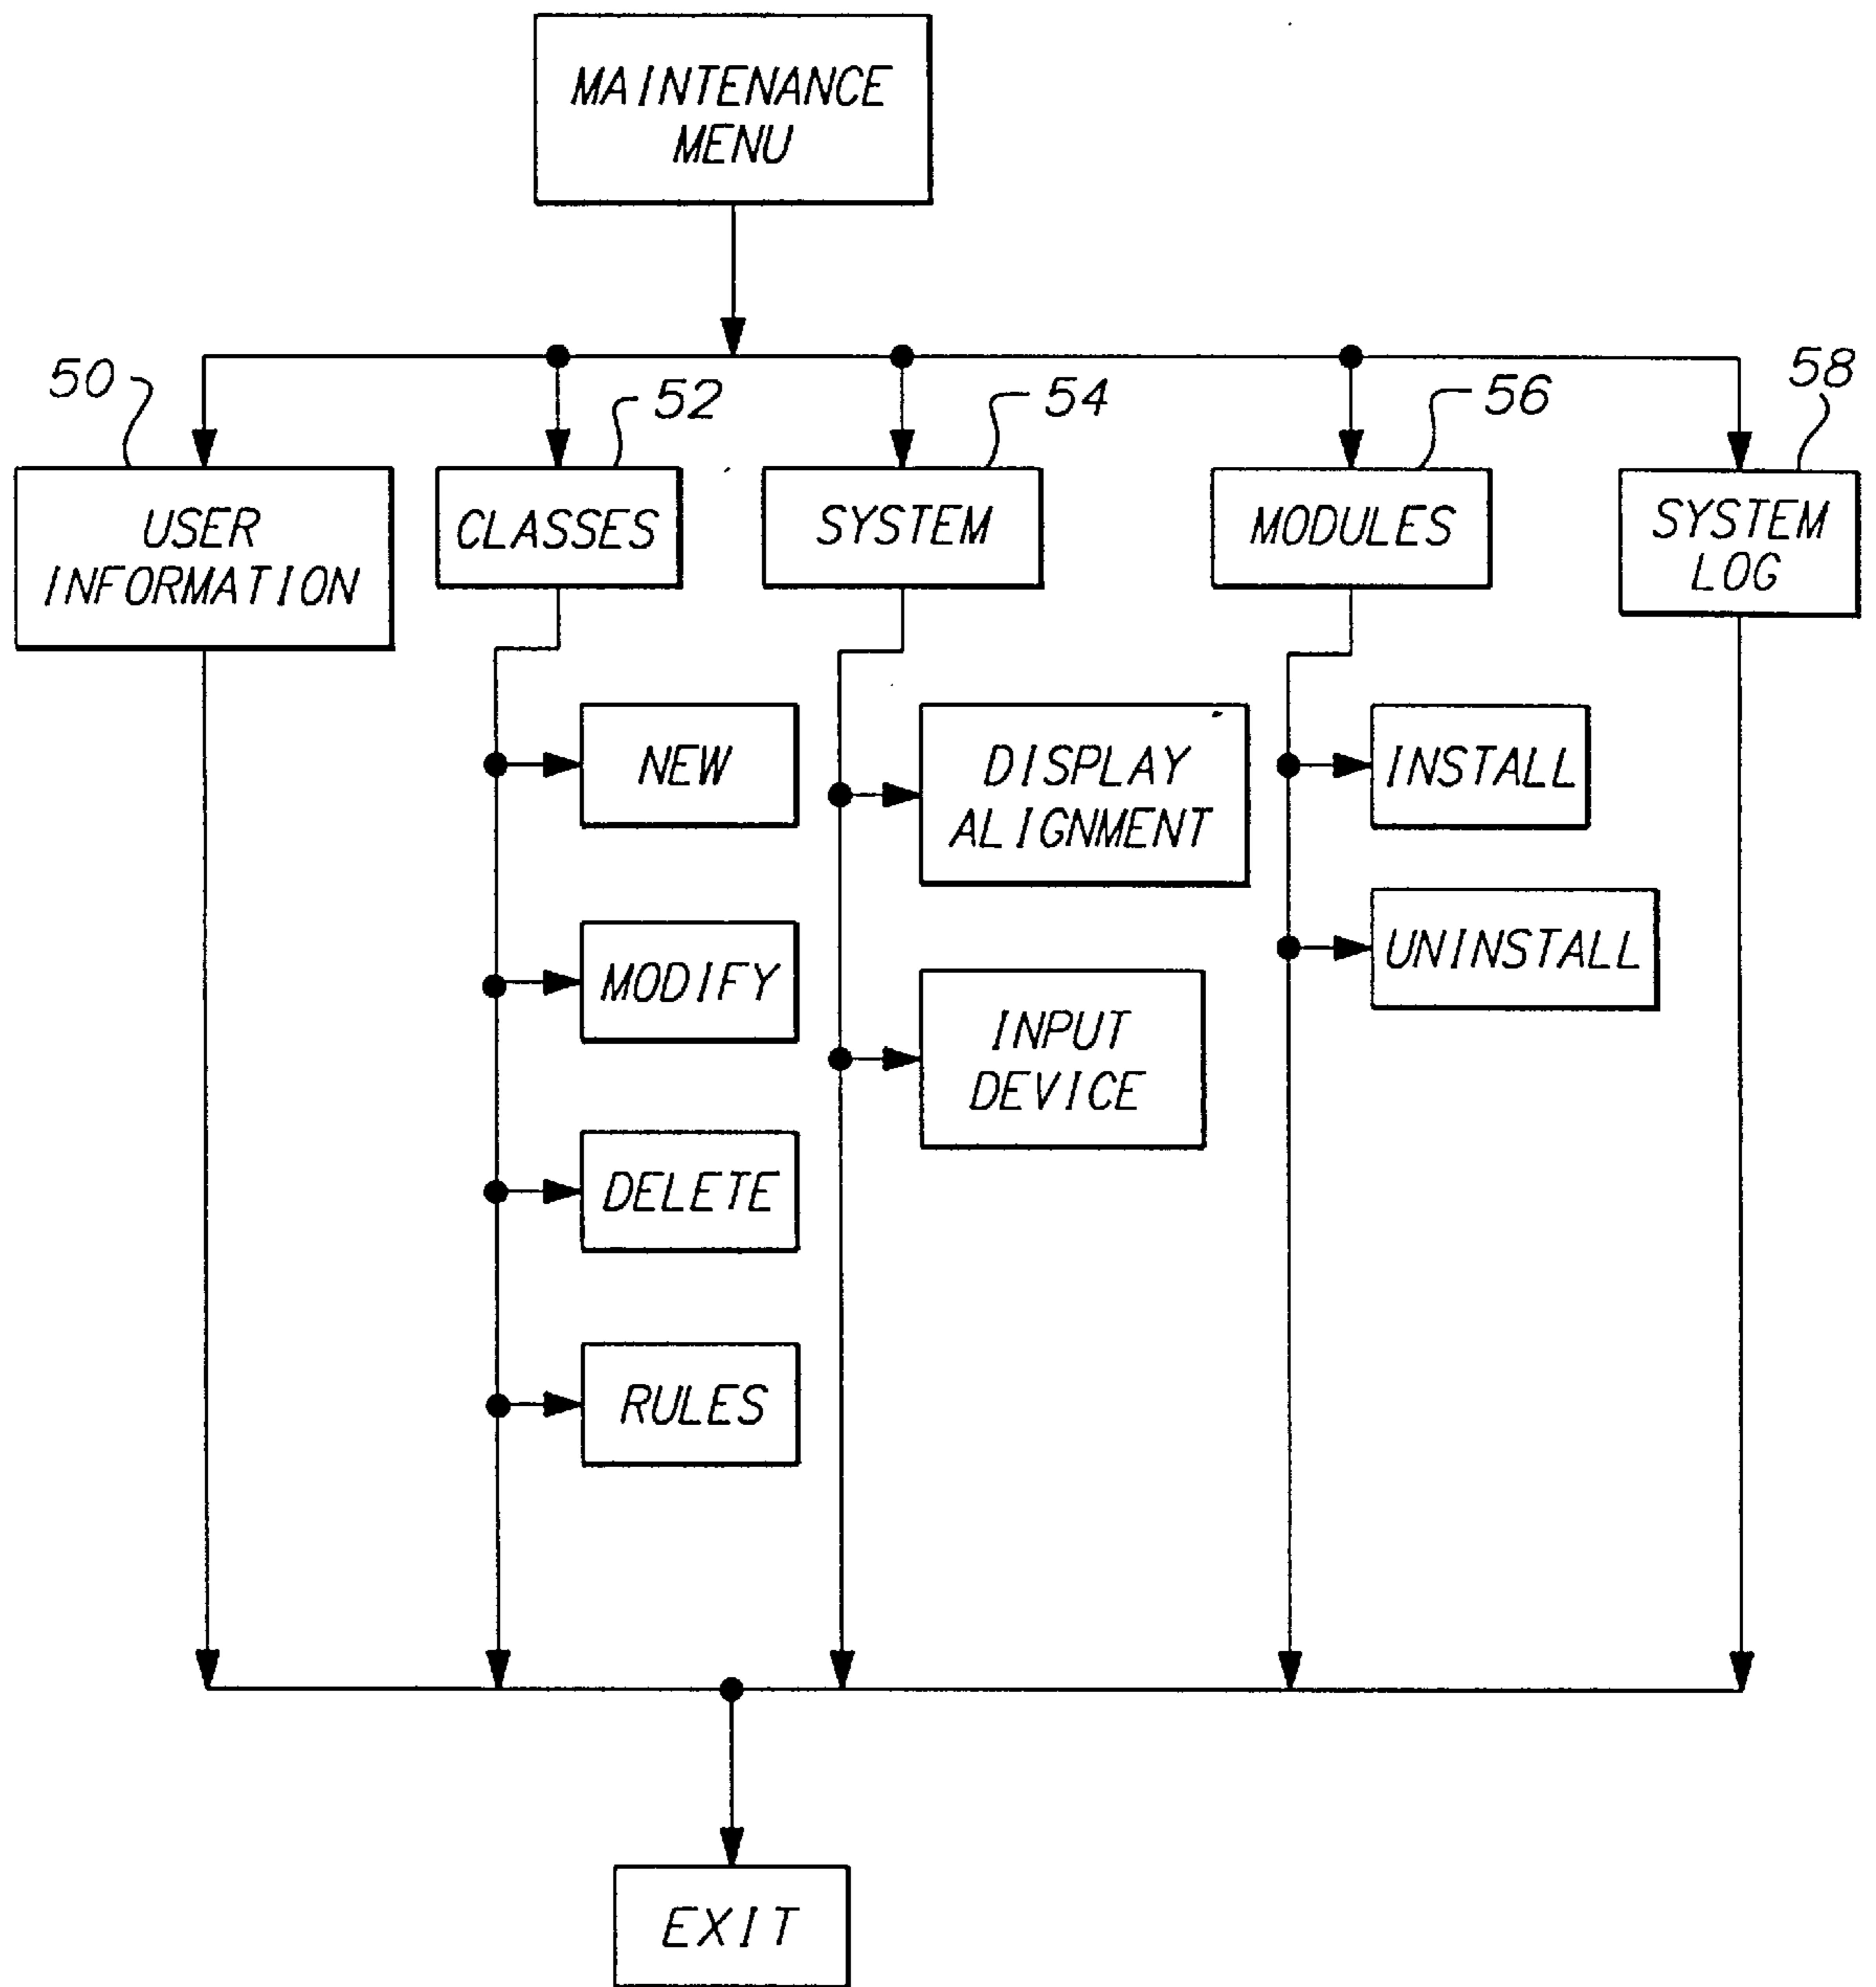 MAINTENANCE
MENU
50
52
54
56
58
USER
INFORMATION
CLASSES
SYSTEM
MODULES
SYSTEM
LOG
NEW
MODIFY
DELETE
RULES
DISPLAY
ALIGNMENT
INPUT
DEVICE
INSTALL
UNINSTALL
EXIT